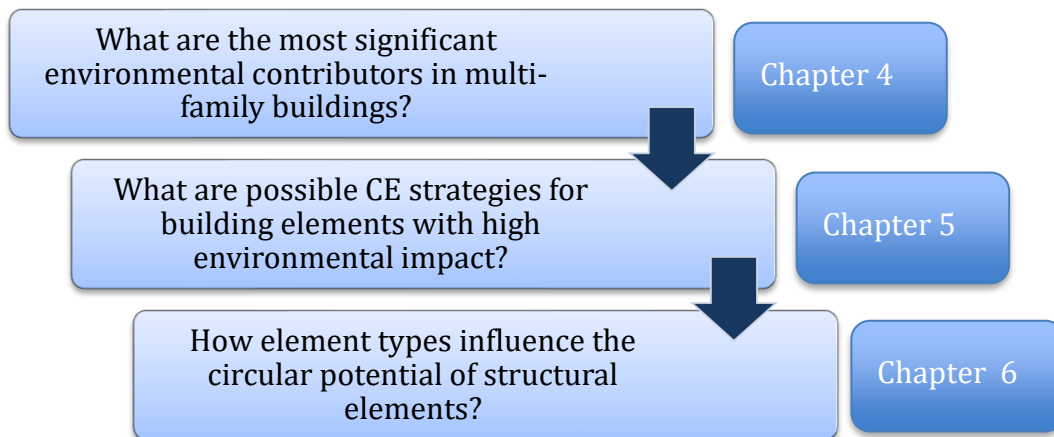 What are the most significant
environmental contributors in multi-
family buildings?
Chapter 4
What are possible CE strategies for
building elements with high
environmental impact?
Chapter 5
How element types influence the
circular potential of structural
elements?
Chapter 6